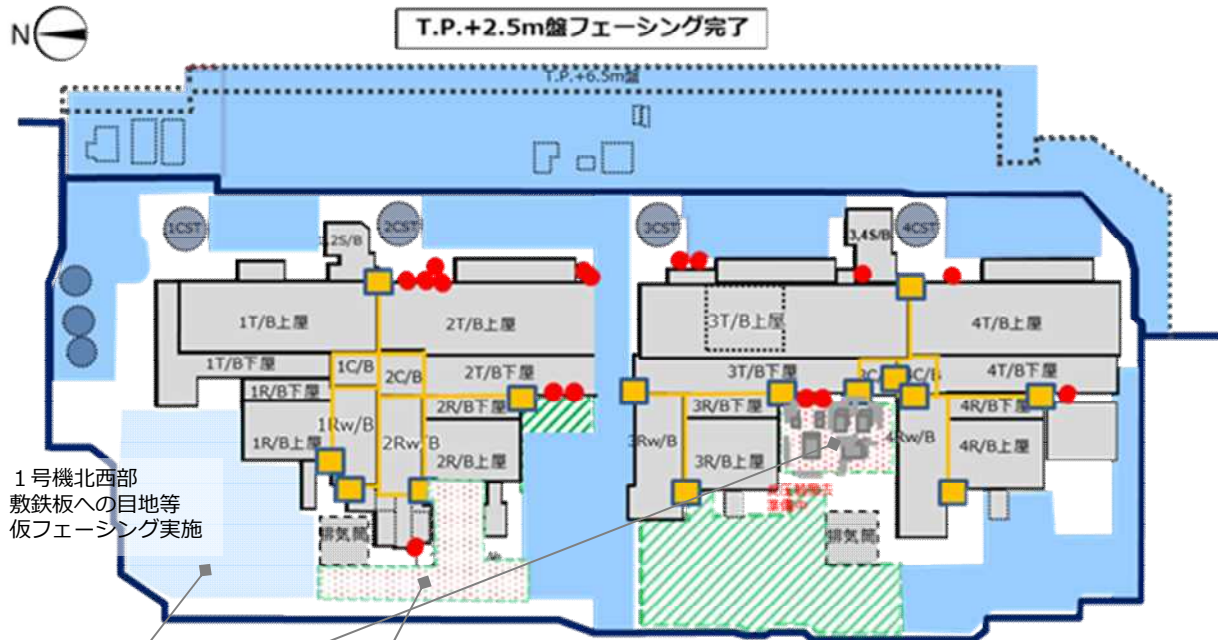 N
T.P.+2.5m盤フェーシング完了
T.P.+6.5m盤
1CST
2CST
3CST
4CST
2S/B
3,4S/B
1T/B上屋
2T/B上屋
3T/B上屋
4T/B上屋
1T/B下屋
1C/B
2C/B
2T/B下屋
3T/B下屋
C/B
4T/B下屋
1R/B下屋
2R/B下屋
3R/B下屋
4R/B下屋
1R/B上屋
1Rw/B
2Rw/B
2R/B上屋
3Rw/B
3R/B上屋
4Rw/B
4R/B上屋
1号機北西部
敷鉄板への目地等
仮フェーシング実施
準備中
排気筒
排気筒